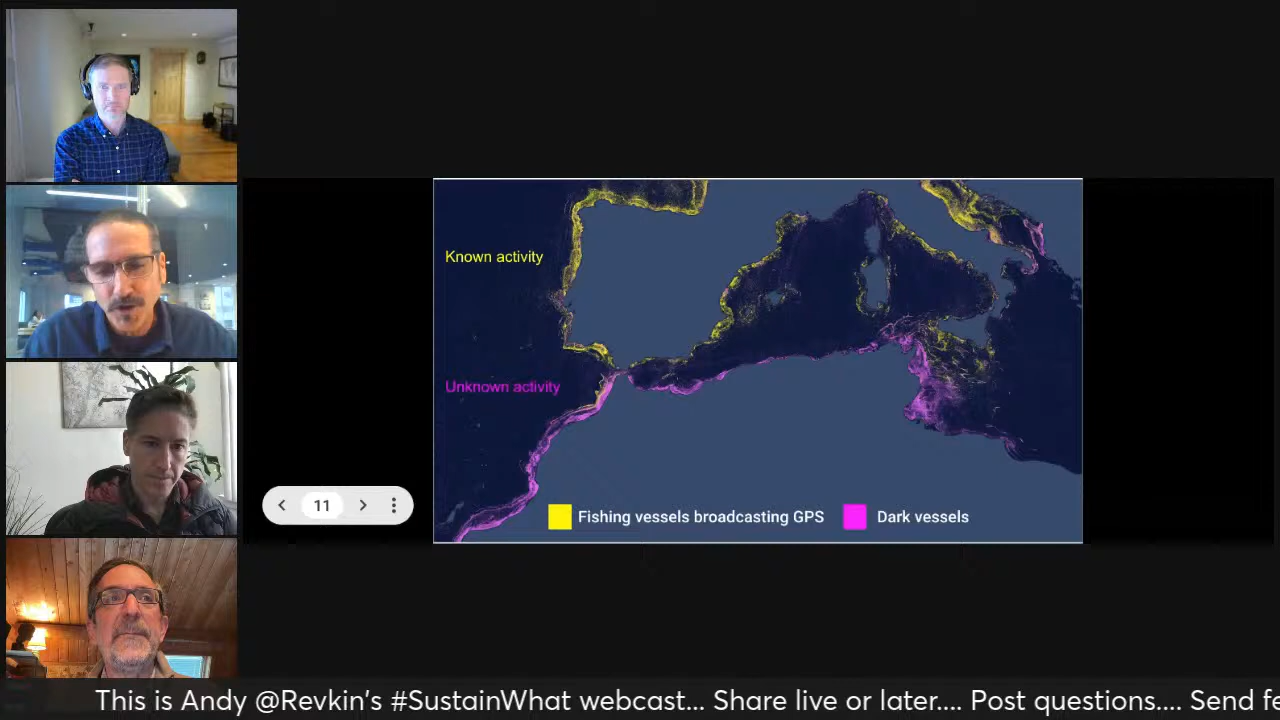 Known activity
Unknown activity
11
Fishing vessels broadcasting GPS
Dark vessels
This is Andy @Revkin's #SustainWhat webcast... Share live or later.... Post questions.... Send fe